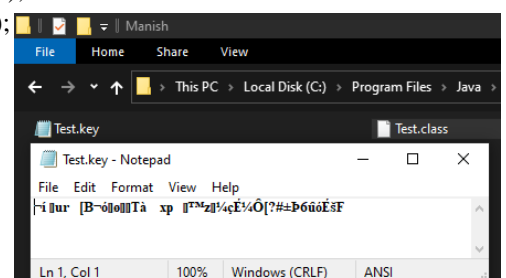 );
Manish
File Home Share View
This PC > Local Disk (C:) > Program Files > Java >
Test.key Test.class
Test.key - Notepad
File Edit Format View Help
xp
Ln 1, Col 1 100% Windows (CRLF) ANSI